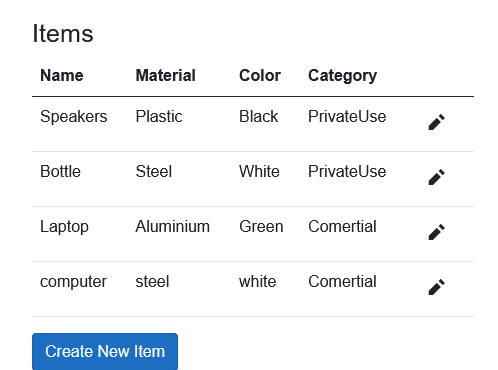 Items
Name Material Color Category
Speakers Plastic Black PrivateUse
Bottle Steel White PrivateUse
Laptop Aluminium Green Comertial
computer steel white Comertial
Create New Item